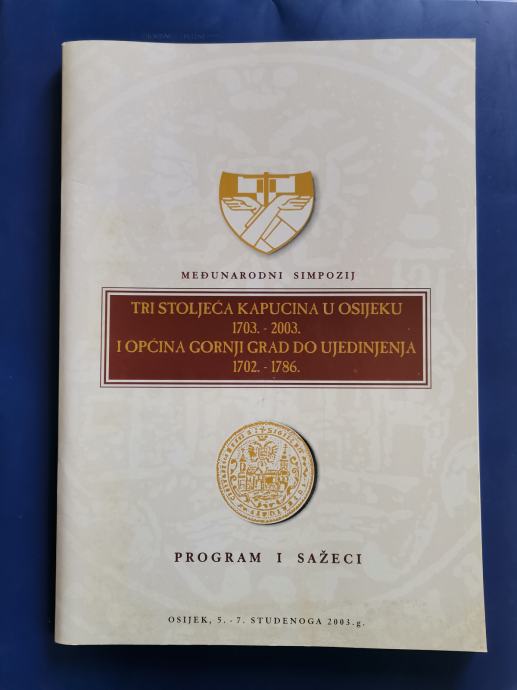 MEĐUNARODNI SIMPOZIJ
TRI STOLJEĆA KAPUCINA U OSIJEKU
1703. - 2003.
I OPĆINA GORNJI GRAD DO UJEDINJENJA
1702. - 1786.
PROGRAM I SAŽECI
OSIJEK, 5. - 7. STUDENOGA 2003.g.